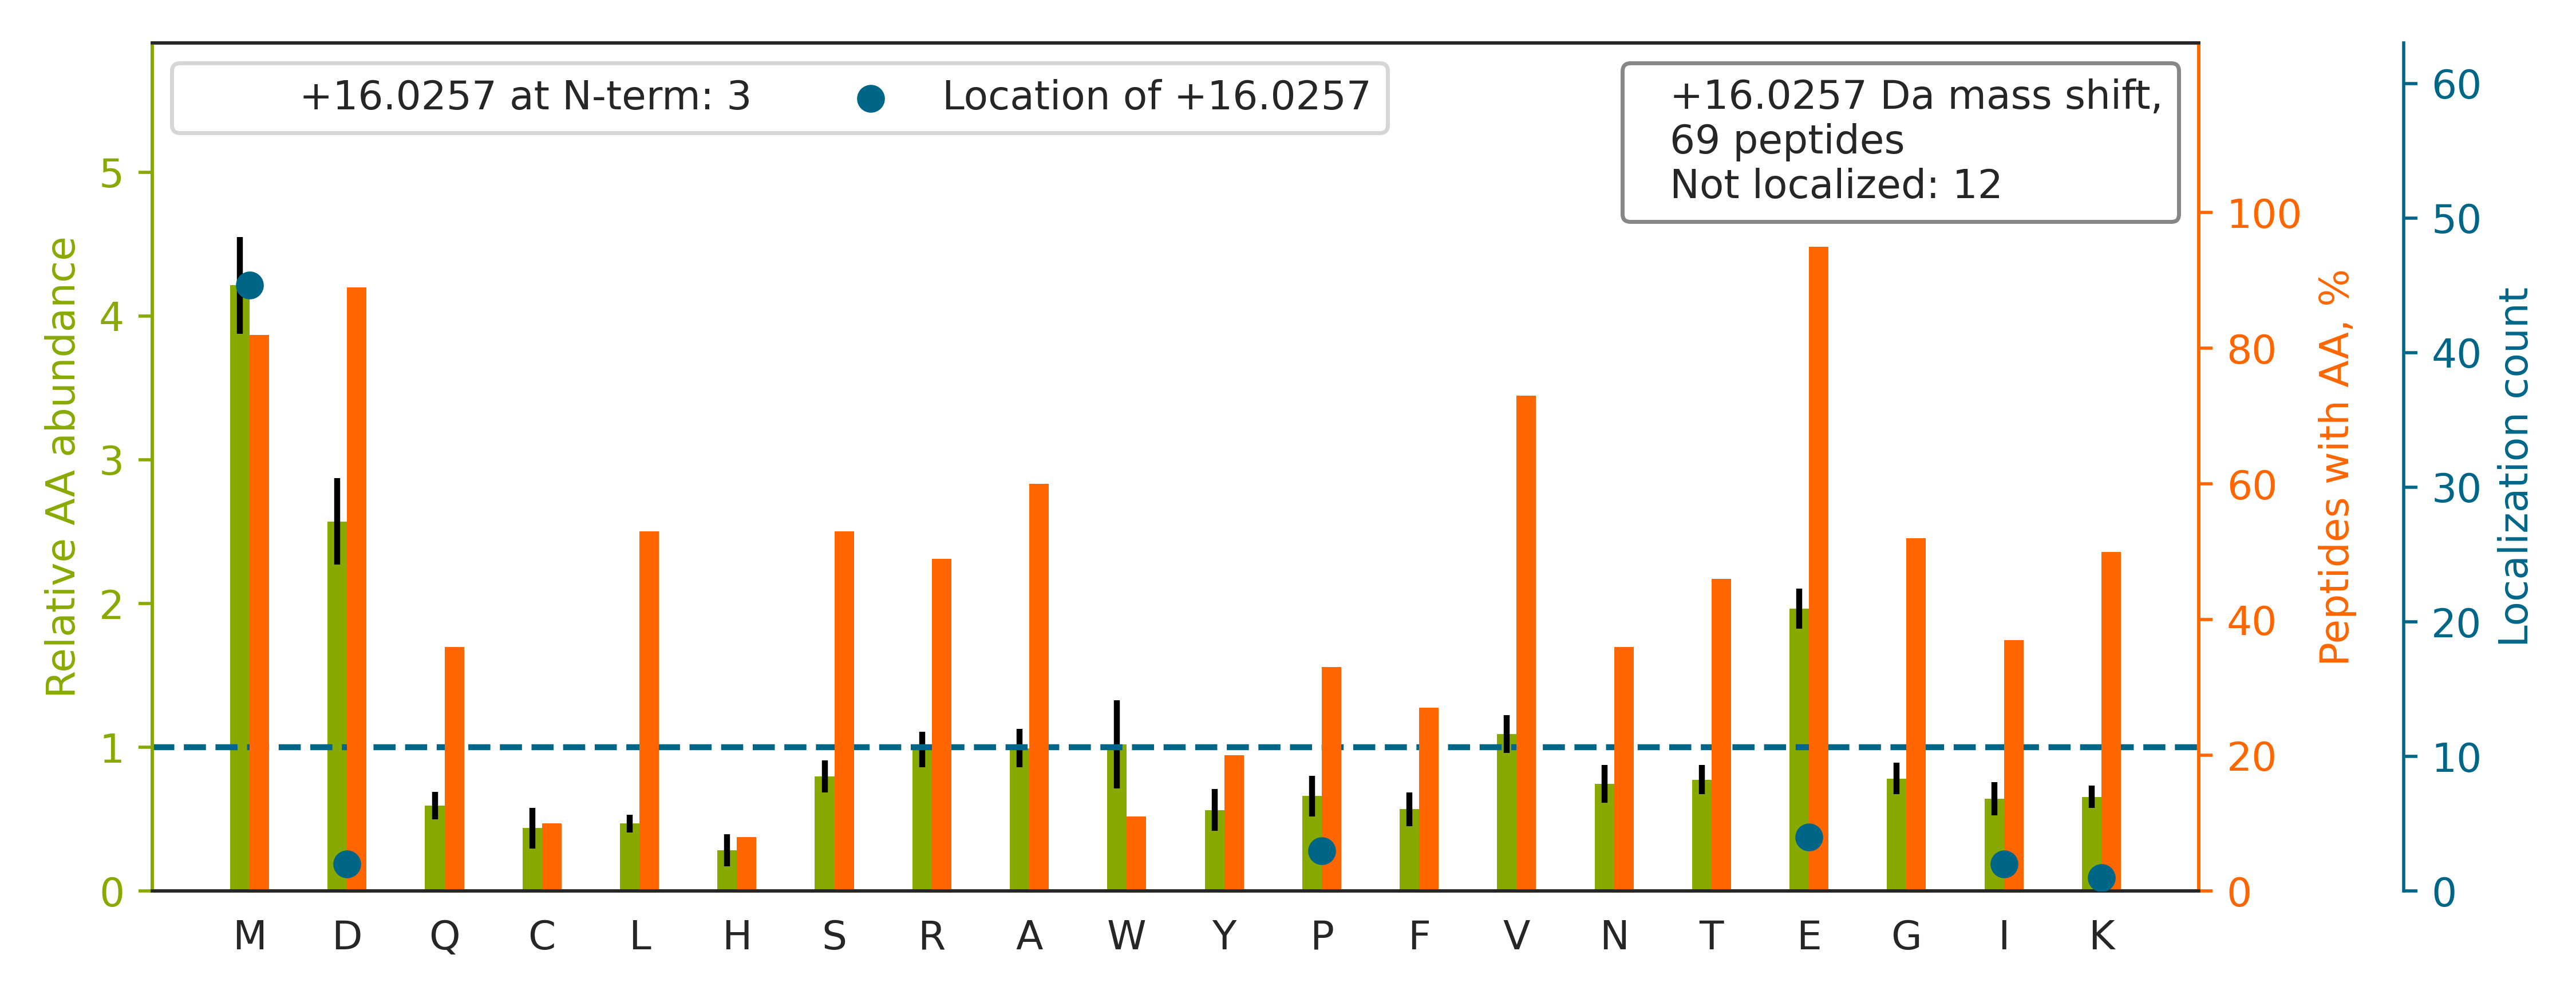 +16.0257 at N-term: 3
Location of +16.0257
+16.0257 Da mass shift,
69 peptides
Not localized: 12
Relative AA abundance
5
4
3
2
1
0
M D Q C L H S R A W Y P F V N T E G I K
100
80
60
40
20
0
Peptides with AA, %
60
50
40
30
20
10
0
Localization count